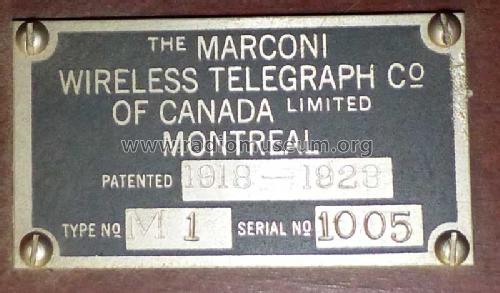 THE MARCONI
WIRELESS TELEGRAPH CO
OF CANADA LIMITED
MONTREAL
www.radiomuseum.org
PATENTED 1918-1923
TYPE NO M 1 SERIAL NO 1005